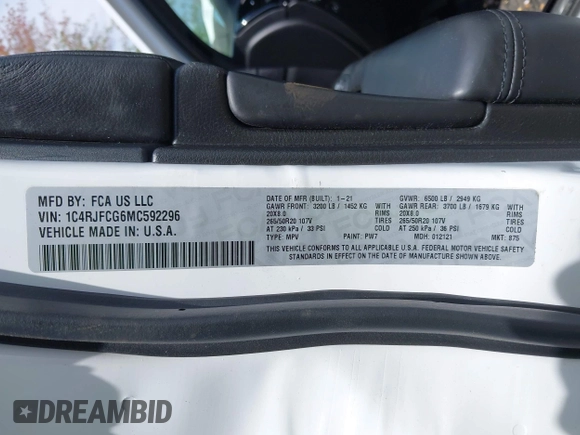 MFD BY: FCA US LLC
VIN: 1C4RJFCG6MC592296
VEHICLE MADE IN: U.S.A.
DATE OF MFR (BUILT): 1-21
GAWR FRONT: 3200 LB / 1452 KG
20X8.0
265/50R20 107V TIRES
AT 230 kPa / 33 PSI COLD
TYPE: MPV PAINT: PW7
GVWR: 6500 LB / 2949 KG
GAWR REAR: 3700 LB / 1679 KG
20X8.0
265/50R20 107V TIRES
AT 250 kPa / 36 PSI COLD
MDH: 012121 MKT: 875
THIS VEHICLE CONFORMS TO ALL APPLICABLE U.S.A. FEDERAL MOTOR VEHICLE SAFETY
STANDARDS IN EFFECT ON THE DATE OF MANUFACTURE SHOWN ABOVE.
DREAMBID